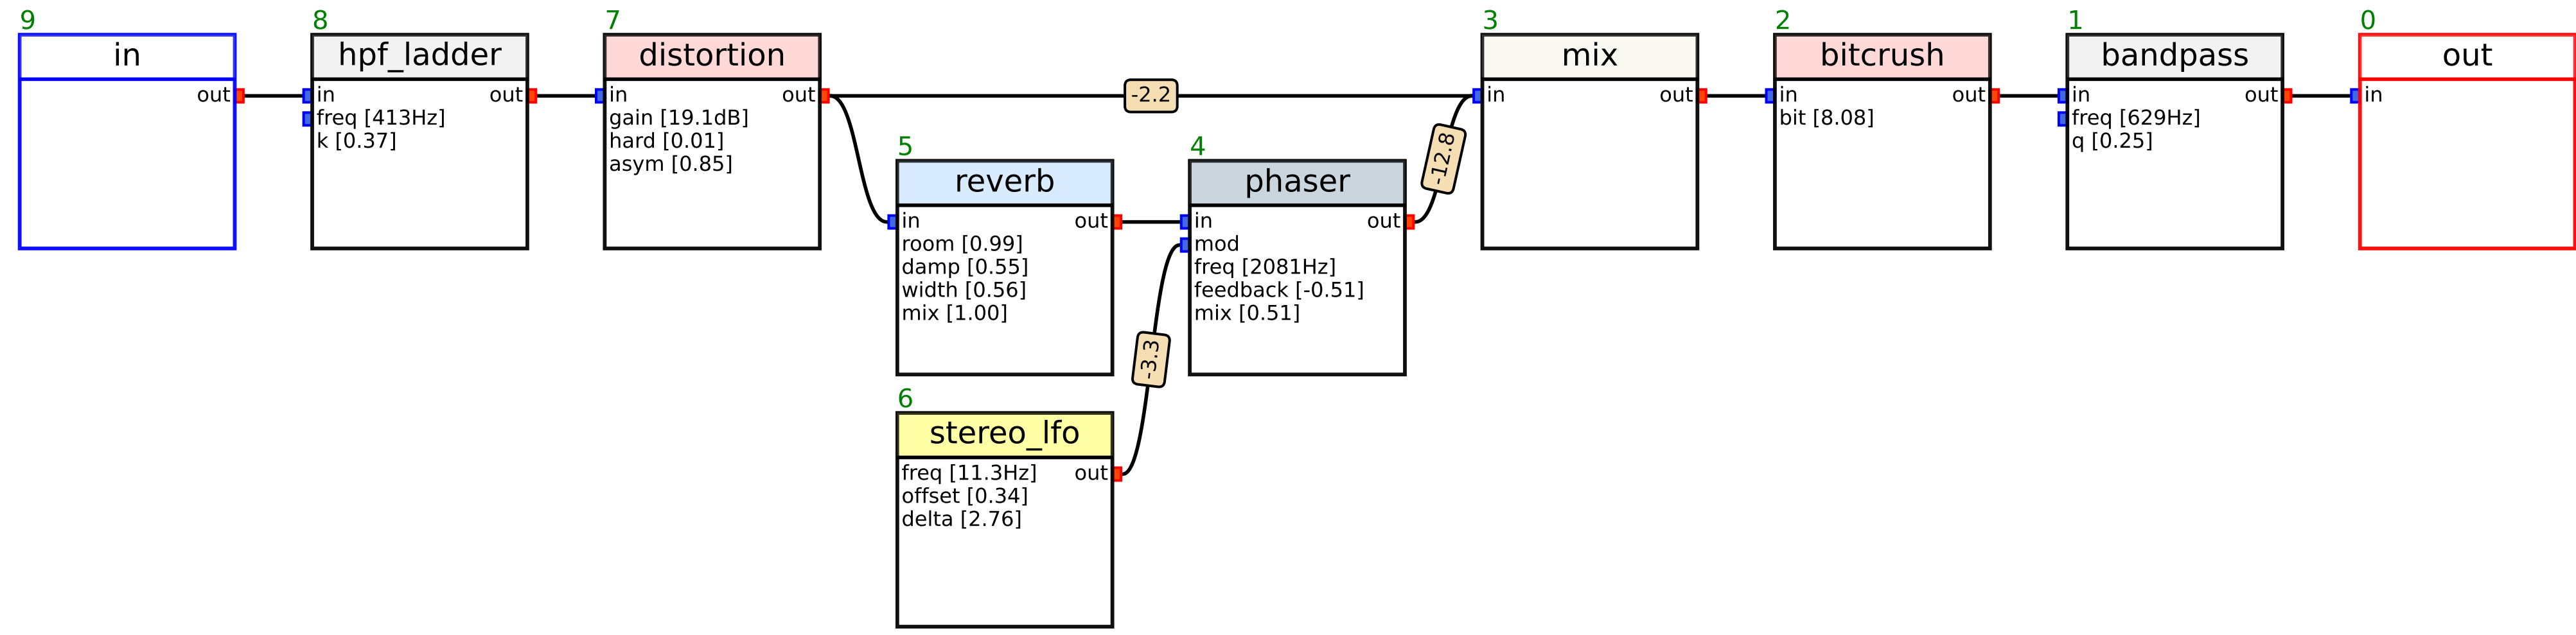 9
in
out
8
hpf_ladder
in
out
freq [413Hz]
k [0.37]
7
distortion
in
out
gain [19.1dB]
hard [0.01]
asym [0.85]
-2.2
5
reverb
in
out
room [0.99]
damp [0.55]
width [0.56]
mix [1.00]
6
stereo_lfo
freq [11.3Hz]
out
offset [0.34]
delta [2.76]
-3.3
4
phaser
in
out
mod
freq [2081Hz]
feedback [-0.51]
mix [0.51]
-12.8
3
mix
in
out
2
bitcrush
in
out
bit [8.08]
1
bandpass
in
out
freq [629Hz]
q [0.25]
0
out
in